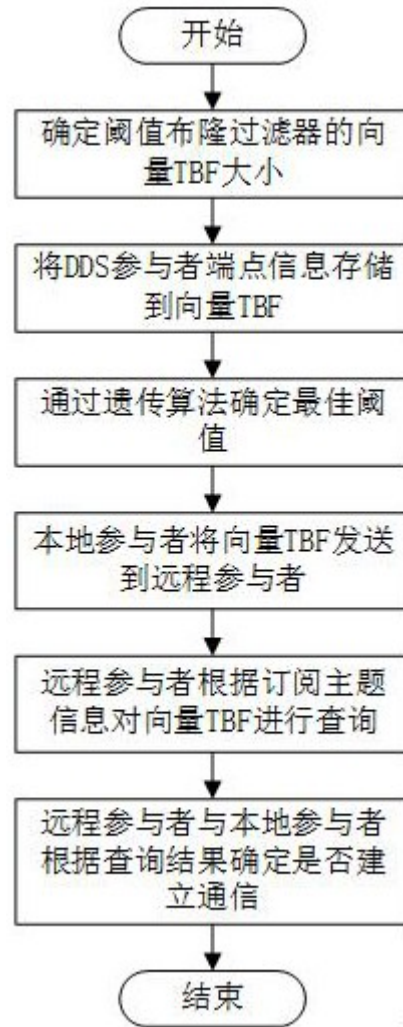 开始
确定阈值布隆过滤器的向
量TBF大小
将DDS参与者端点信息存储
到向量TBF
通过遗传算法确定最佳阈
值
本地参与者将向量TBF发送
到远程参与者
远程参与者根据订阅主题
信息对向量TBF进行查询
远程参与者与本地参与者
根据查询结果确定是否建
立通信
结束